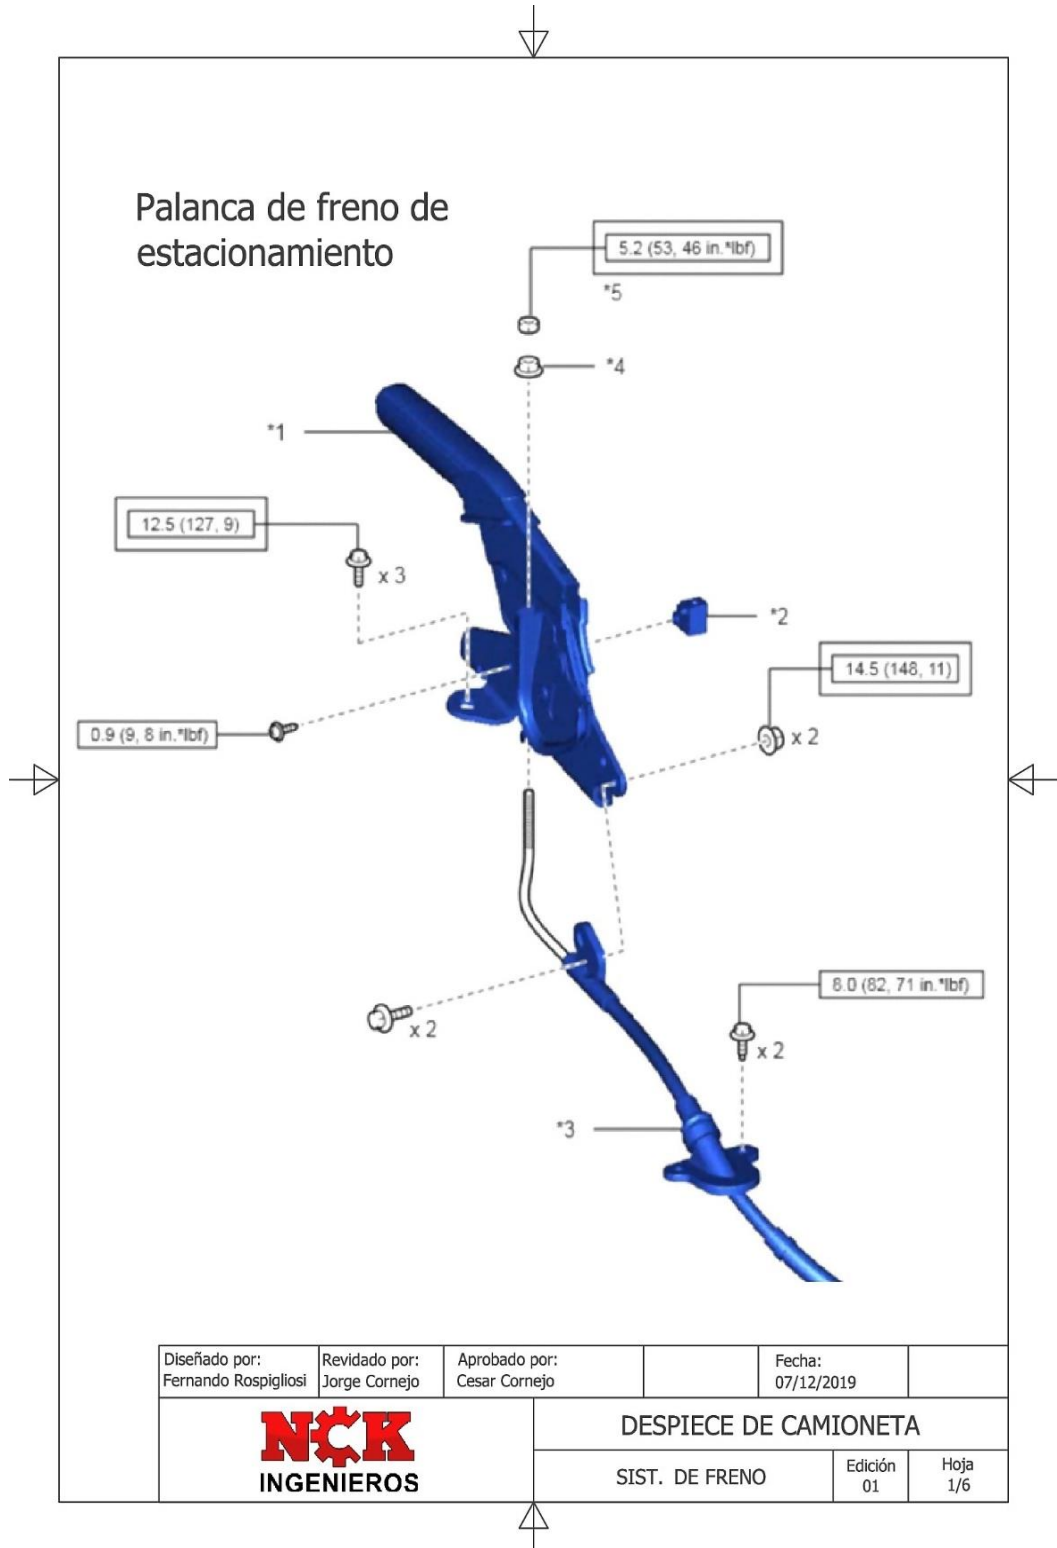 Palanca de freno de
estacionamiento
5.2 (53, 46 in.*lbf)
*5
*4
*1
12.5 (127, 9)
x 3
*2
14.5 (148, 11)
0.9 (9, 8 in.*lbf)
x 2
8.0 (82, 71 in.*lbf)
x 2
x 2
*3
Diseñado por:
Fernando Rospigliosi
Revidado por:
Jorge Cornejo
Aprobado por:
Cesar Cornejo
Fecha:
07/12/2019
NCK
INGENIEROS
DESPIECE DE CAMIONETA
SIST. DE FRENO
Edición
01
Hoja
1/6